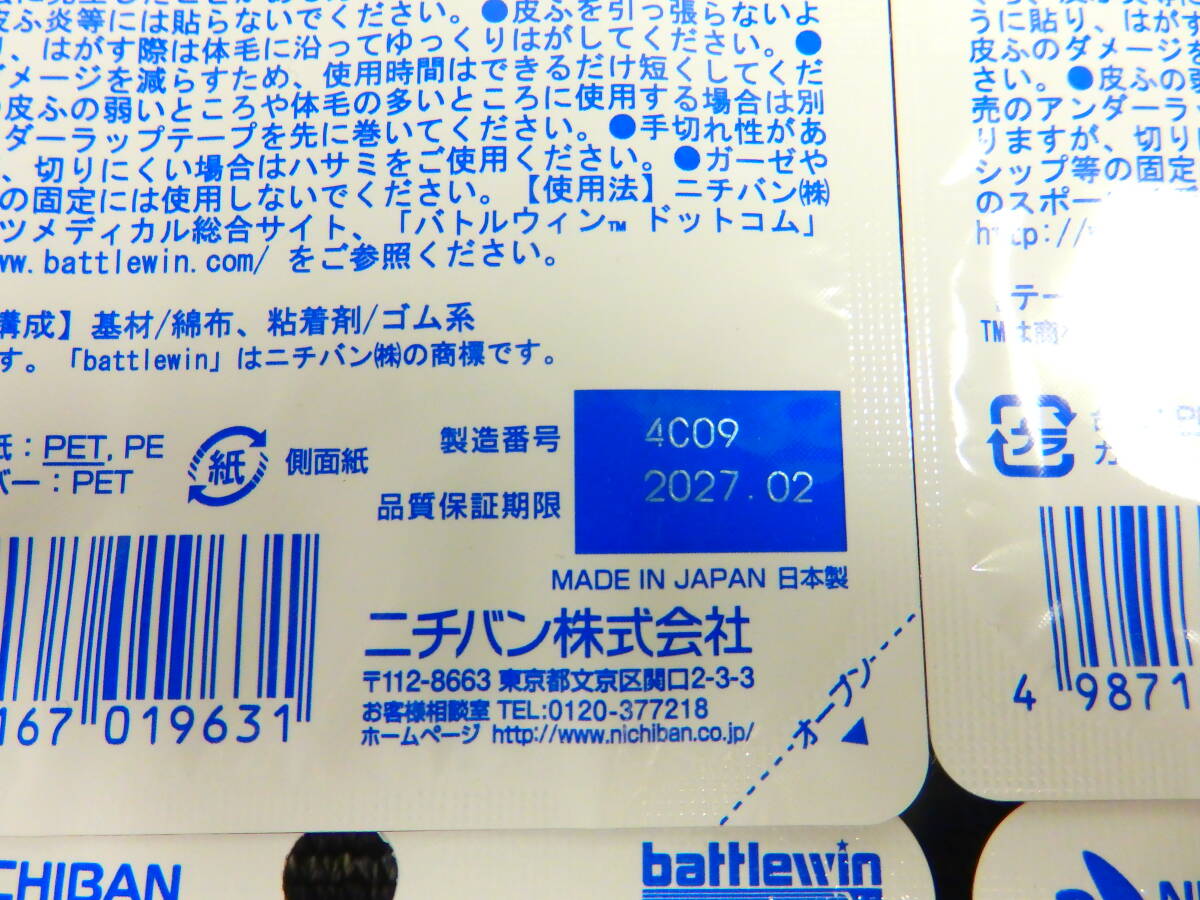 皮ふ炎等には貼らないでください。●皮ふを引っ張らないよ
り、はがす際は体毛に沿ってゆっくりはがしてください。●
ダメージを減らすため、使用時間はできるだけ短くしてくだ
皮ふの弱いところや体毛の多いところに使用する場合は別
ンダーラップテープを先に巻いてください。●手切れ性があ
、切りにくい場合はハサミをご使用ください。●ガーゼや
の固定には使用しないでください。【使用法】ニチバン㈱
ツメディカル総合サイト、「バトルウィン™ ドットコム」
ww.battlewin.com/ をご参照ください。
構成】基材/綿布、粘着剤/ゴム系
す。「battlewin」はニチバン㈱の商標です。
紙：PET, PE
バー：PET
紙
側面紙
製造番号
4C09
品質保証期限
2027.02
MADE IN JAPAN 日本製
ニチバン株式会社
〒112-8663 東京都文京区関口2-3-3
お客様相談室 TEL:0120-377218
ホームページ http://www.nichiban.co.jp/
オープン
167 019631
うに貼り、はがす
皮ふのダメージを
さい。●皮ふの弱
売のアンダーラッ
りますが、切りに
シップ等の固定
のスポー
http://
テー
TMは商
プラ
4 9871
CHIBAN
battlewin
NI